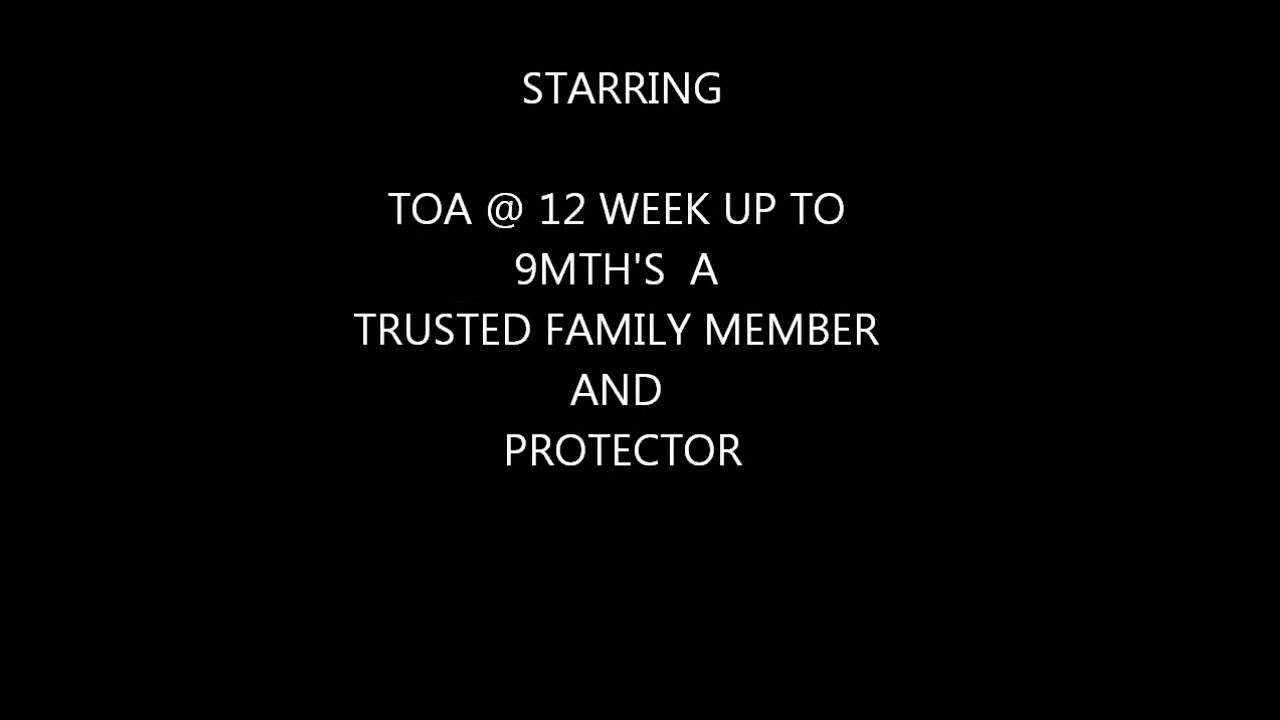 STARRING
TOA @ 12 WEEK UP TO
9MTH'S  A
TRUSTED FAMILY MEMBER
AND
PROTECTOR